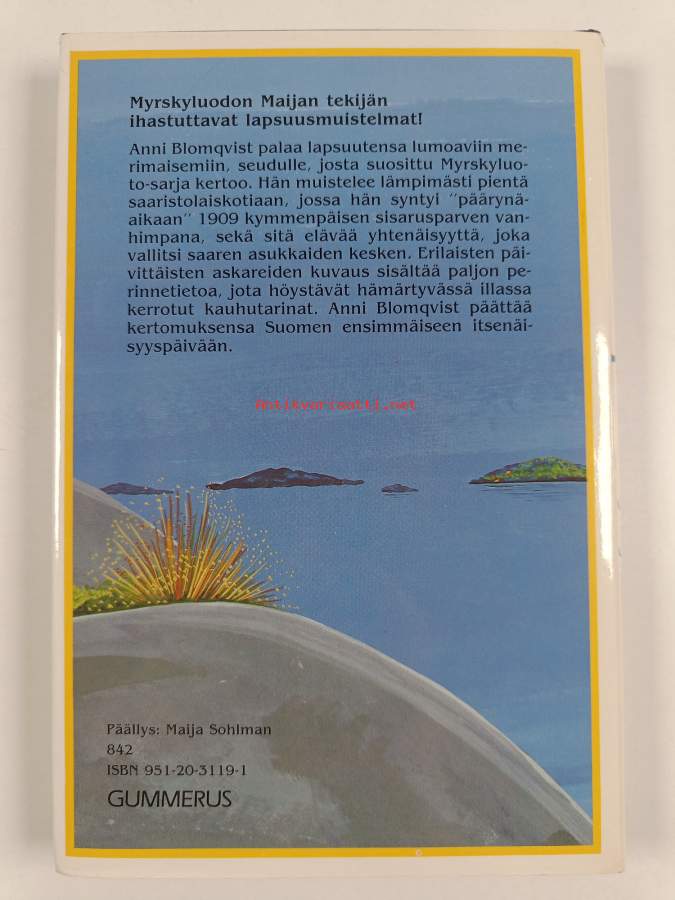 Myrskyluodon Maijan tekijän
ihastuttavat lapsuusmuistelmat!
Anni Blomqvist palaa lapsuutensa lumoaviin me-
rimaisemiin, seudulle, josta suosittu Myrskyluo-
to-sarja kertoo. Hän muistelee lämpimästi pientä
saaristolaiskotiaan, jossa hän syntyi "päärynä-
aikaan" 1909 kymmenpäisen sisarusparven van-
himpana, sekä sitä elävää yhtenäisyyttä, joka
vallitsi saaren asukkaiden kesken. Erilaisten päi-
vittäisten askareiden kuvaus sisältää paljon pe-
rinnetietoa, jota höystävät hämärtyvässä illassa
kerrotut kauhutarinat. Anni Blomqvist päättää
kertomuksensa Suomen ensimmäiseen itsenäi-
syyspäivään.
Antikvariaatti.net
Päällys: Maija Sohlman
842
ISBN 951-20-3119-1
GUMMERUS